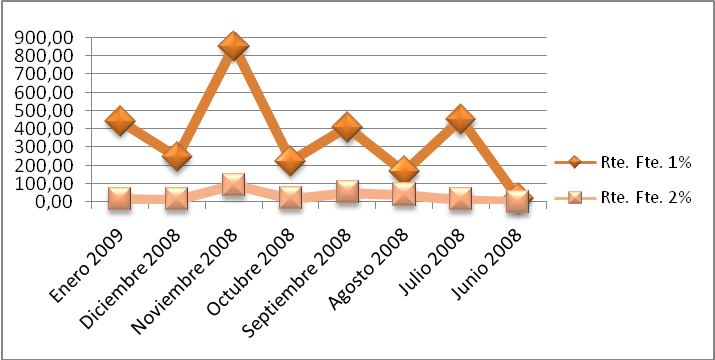 900,00
800,00
700,00
600,00
500,00
400,00
300,00
200,00
100,00
0,00
Enero 2009
Diciembre 2008
Noviembre 2008
Octubre 2008
Septiembre 2008
Agosto 2008
Julio 2008
Junio 2008
Rte. Fte. 1%
Rte. Fte. 2%